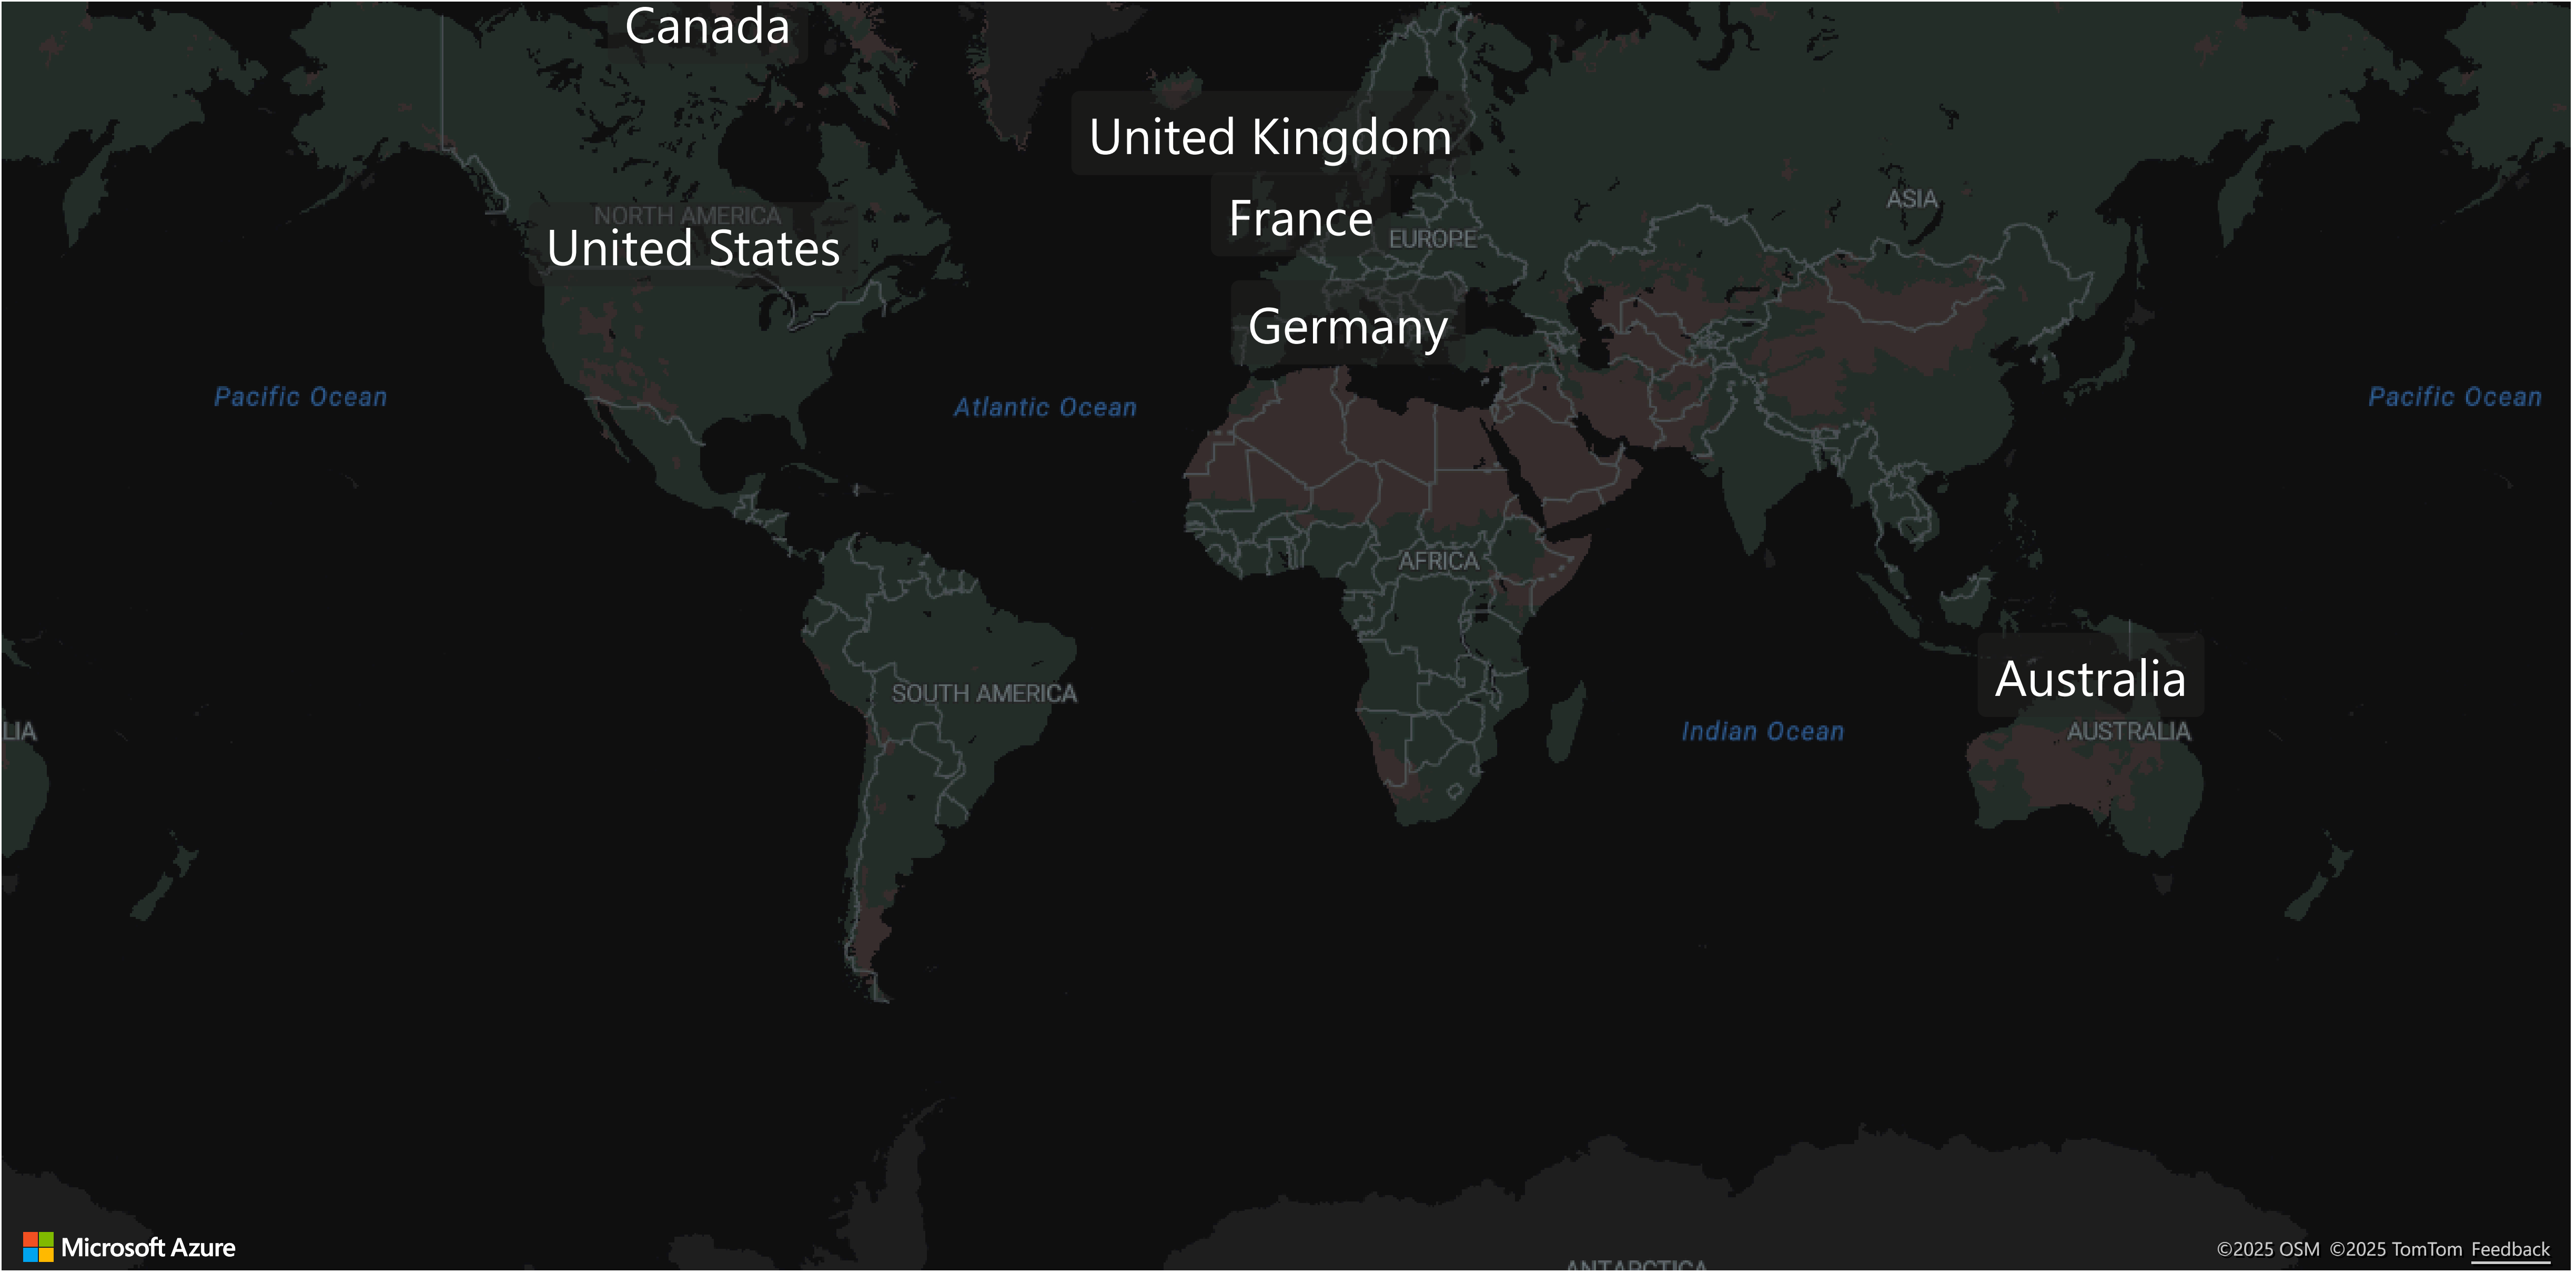 Canada
United Kingdom
ASIA
NORTH AMERICA
France
EUROPE
United States
Germany
Pacific Ocean
Atlantic Ocean
Pacific Ocean
AFRICA
Australia
SOUTH AMERICA
LIA
Indian Ocean
AUSTRALIA
Microsoft Azure
©2025 OSM ©2025 TomTom Feedback
ANTARCTICA